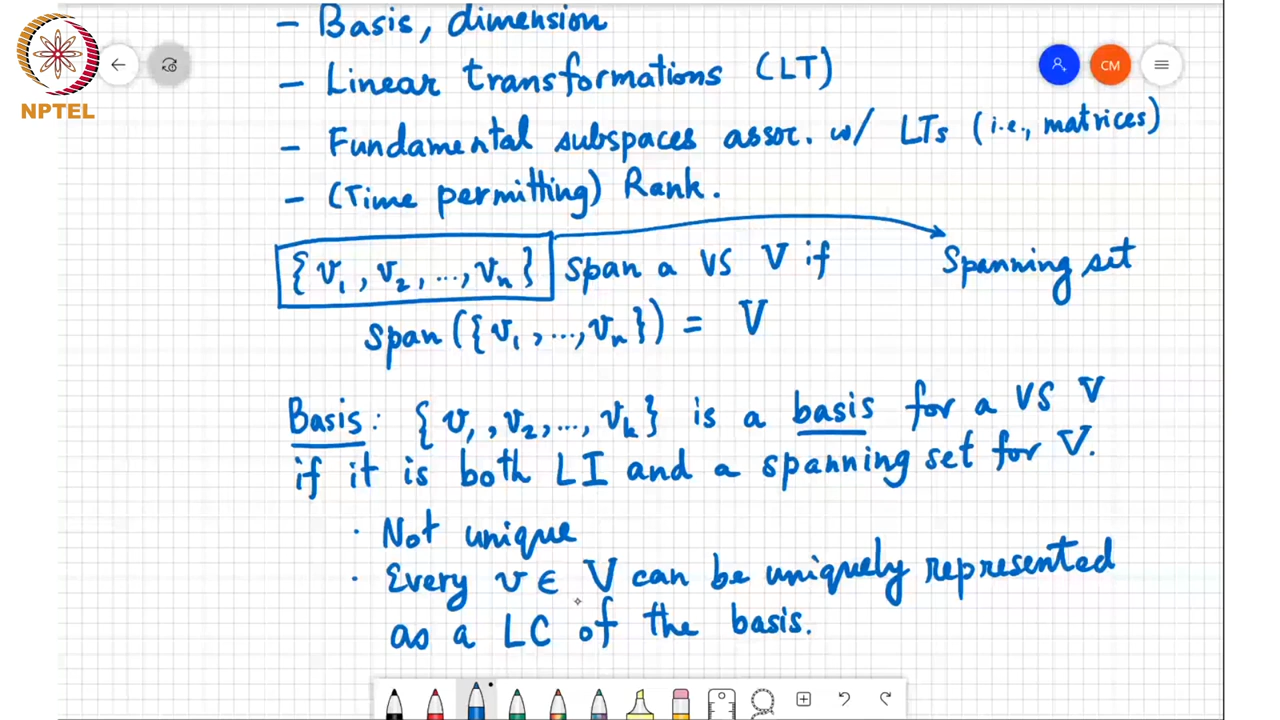 - Basis, dimension
- Linear transformations (LT)
NPTEL
CM
- Fundamental subspaces assoc. w/ LTs (i.e., matrices)
- (Time permitting) Rank.
{v₁, v₂, ..., vₙ} span a VS V if
Spanning set
span({v₁, ..., vₙ}) = V
Basis: {v₁, v₂, ..., vₖ} is a basis for a VS V
if it is both LI and a spanning set for V.
· Not unique
· Every v ∈ V can be uniquely represented
as a LC of the basis.